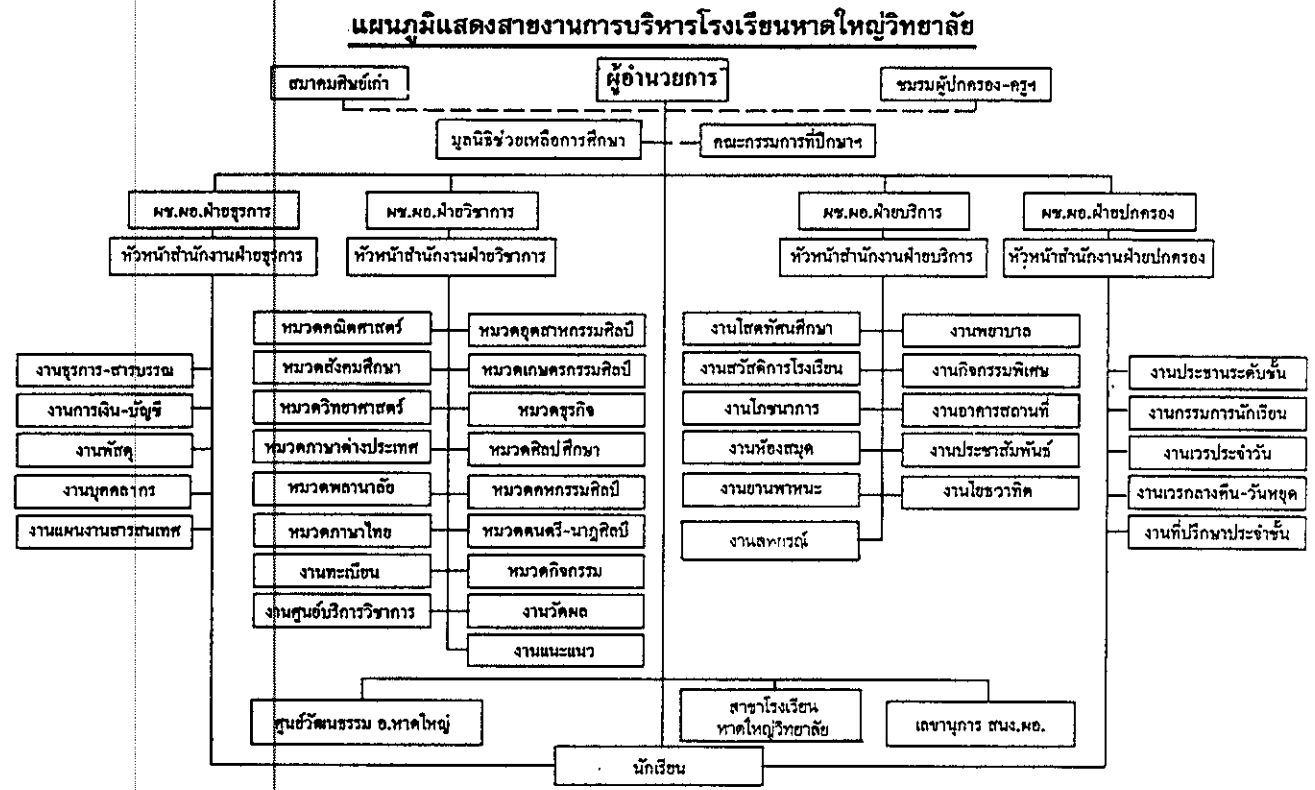 แผนภูมิแสดงสายงานการบริหารโรงเรียนหาดใหญ่วิทยาลัย
สมาคมศิษย์เก่า
ผู้อำนวยการ
ชมรมผู้ปกครอง-ครูฯ
มูลนิธิช่วยเหลือการศึกษา
คณะกรรมการที่ปรึกษาฯ
ผช.ผอ.ฝ่ายธุรการ
ผช.ผอ.ฝ่ายวิชาการ
ผช.ผอ.ฝ่ายบริการ
ผช.ผอ.ฝ่ายปกครอง
หัวหน้าสำนักงานฝ่ายธุรการ
หัวหน้าสำนักงานฝ่ายวิชาการ
หัวหน้าสำนักงานฝ่ายบริการ
หัวหน้าสำนักงานฝ่ายปกครอง
งานธุรการ-สารบรรณ
งานการเงิน-บัญชี
งานพัสดุ
งานบุคคลากร
งานแผนงานสารสนเทศ
หมวดคณิตศาสตร์
หมวดสังคมศึกษา
หมวดวิทยาศาสตร์
หมวดภาษาต่างประเทศ
หมวดพลานาลัย
หมวดภาษาไทย
งานทะเบียน
งานศูนย์บริการวิชาการ
หมวดอุตสาหกรรมศิลป์
หมวดเกษตรกรรมศิลป์
หมวดธุรกิจ
หมวดศิลปศึกษา
หมวดคหกรรมศิลป์
หมวดดนตรี-นาฏศิลป์
หมวดกิจกรรม
งานวัดผล
งานแนะแนว
งานโสตทัศนศึกษา
งานสวัสดิการโรงเรียน
งานโภชนาการ
งานห้องสมุด
งานยานพาหนะ
งานสหกรณ์
งานพยาบาล
งานกิจกรรมพิเศษ
งานอาคารสถานที่
งานประชาสัมพันธ์
งานโยธวาทิต
งานประธานระดับชั้น
งานกรรมการนักเรียน
งานเวรประจำวัน
งานเวรกลางคืน-วันหยุด
งานที่ปรึกษาประจำชั้น
ศูนย์วัฒนธรรม อ.หาดใหญ่
สาขาโรงเรียน
หาดใหญ่วิทยาลัย
เลขานุการ สนง.ผอ.
นักเรียน